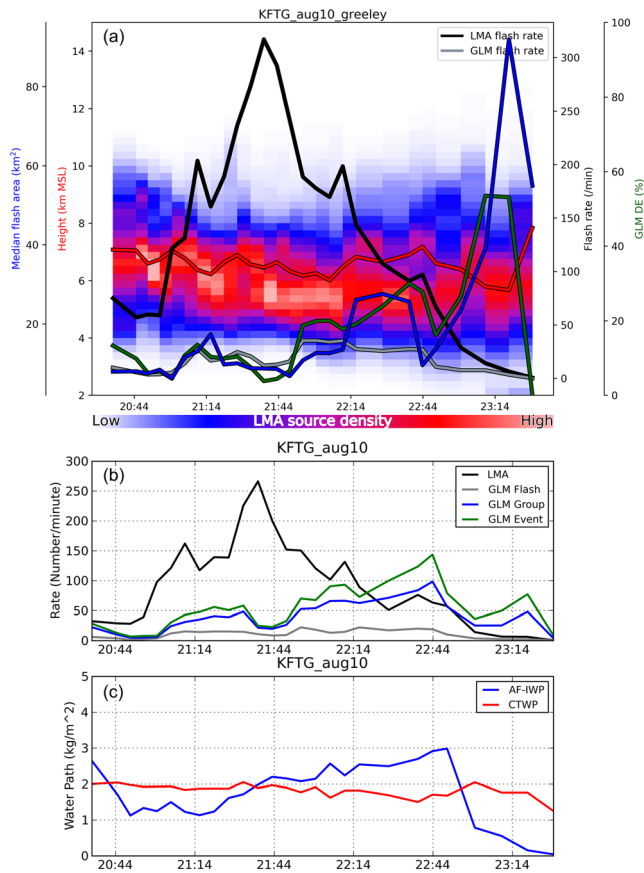 KFTG_aug10_greeley
(a)
LMA flash rate
GLM flash rate
Median flash area (km²)
80
60
40
20
Height (km MSL)
14
12
10
8
6
4
2
Flash rate (/min)
300
250
200
150
100
50
0
GLM DE (%)
100
80
60
40
20
0
20:44 21:14 21:44 22:14 22:44 23:14
Low LMA source density High
KFTG_aug10
(b)
LMA
GLM Flash
GLM Group
GLM Event
Rate (Number/minute)
300
250
200
150
100
50
0
20:44 21:14 21:44 22:14 22:44 23:14
KFTG_aug10
(c)
AF-IWP
CTWP
Water Path (kg/m^2)
5
4
3
2
1
0
20:44 21:14 21:44 22:14 22:44 23:14